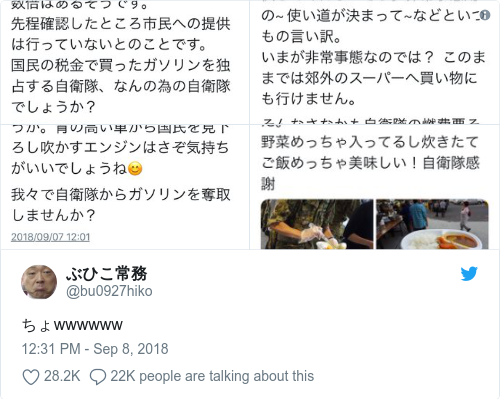 数倍はあるそうです。
先程確認したところ市民への提供
は行っていないとのことです。
国民の税金で買ったガソリンを独
占する自衛隊、なんの為の自衛隊
でしょうか?
の~ 使い道が決まって~などといつ
もの言い訳。
いまが非常事態なのでは? このま
までは郊外のスーパーへ買い物に
も行けません。
うか。背の高い車から国民を見下
ろし吹かすエンジンはさぞ気持ち
がいいでしょうね😊
我々で自衛隊からガソリンを奪取
しませんか?
2018/09/07 12:01
野菜めっちゃ入ってるし炊きたて
ご飯めっちゃ美味しい!自衛隊感
謝
ぶひこ常務
@bu0927hiko
ちょwwwwww
12:31 PM - Sep 8, 2018
28.2K 22K people are talking about this